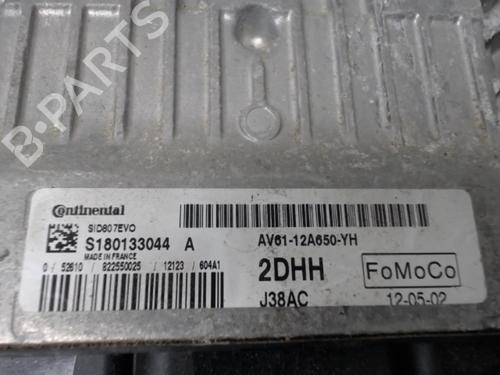 B-PARTS
Continental
SID807EVO
S180133044 A
MADE IN FRANCE
0 / 52610 / 822550025 / 12123 / 604A1
AV61-12A650-YH
2DHH
FoMoCo
J38AC
12-05-02